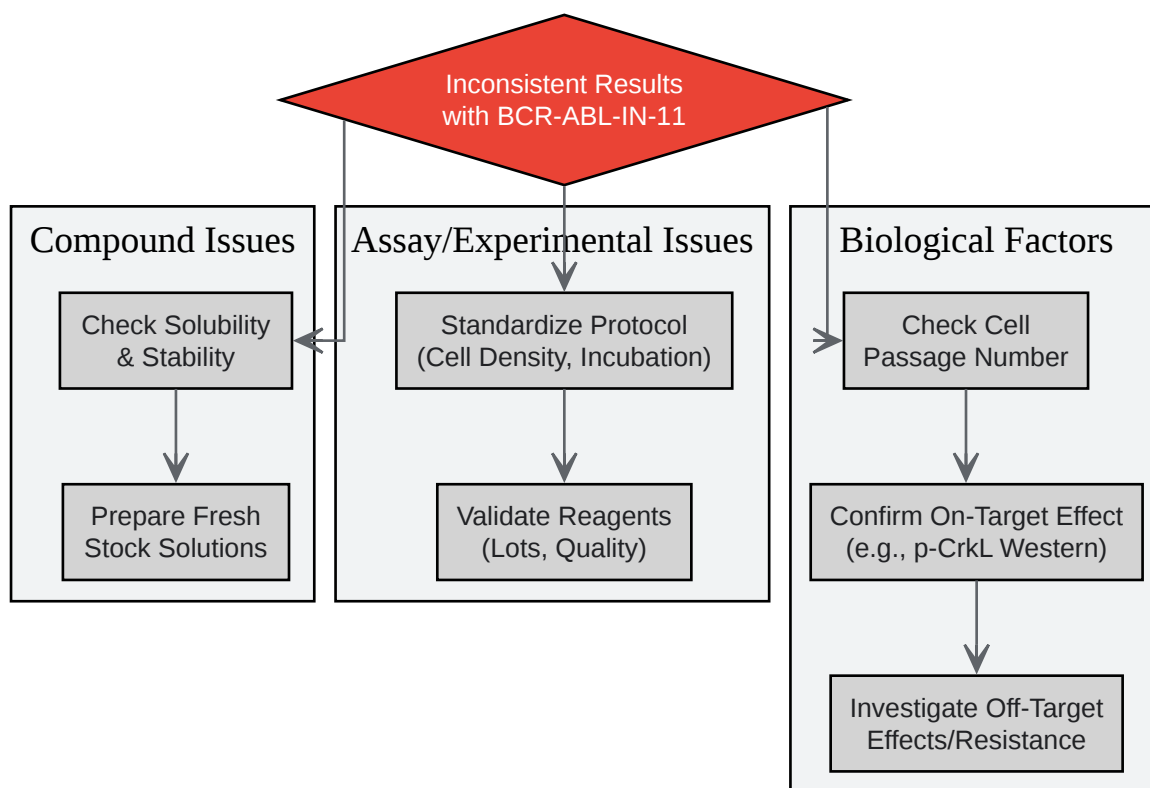 Inconsistent Results
with BCR-ABL-IN-11
Compound Issues
Check Solubility
& Stability
Prepare Fresh
Stock Solutions
Assay/Experimental Issues
Standardize Protocol
(Cell Density, Incubation)
Validate Reagents
(Lots, Quality)
Biological Factors
Check Cell
Passage Number
Confirm On-Target Effect
(e.g., p-CrkL Western)
Investigate Off-Target
Effects/Resistance